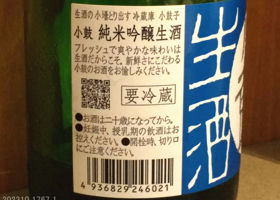 生酒の小壜とり出す冷蔵庫 小鼓子
小鼓 純米吟醸生酒
フレッシュで爽やかな味わいは
生酒だからこそ。新鮮さにこだわる
小鼓のお酒をお愉しみください。
要冷蔵
●お酒は二十歳になってから。
●妊娠中、授乳期の飲酒はお
控えください。●開栓時、切り口
にご注意ください。
4 936829 246021
生酒